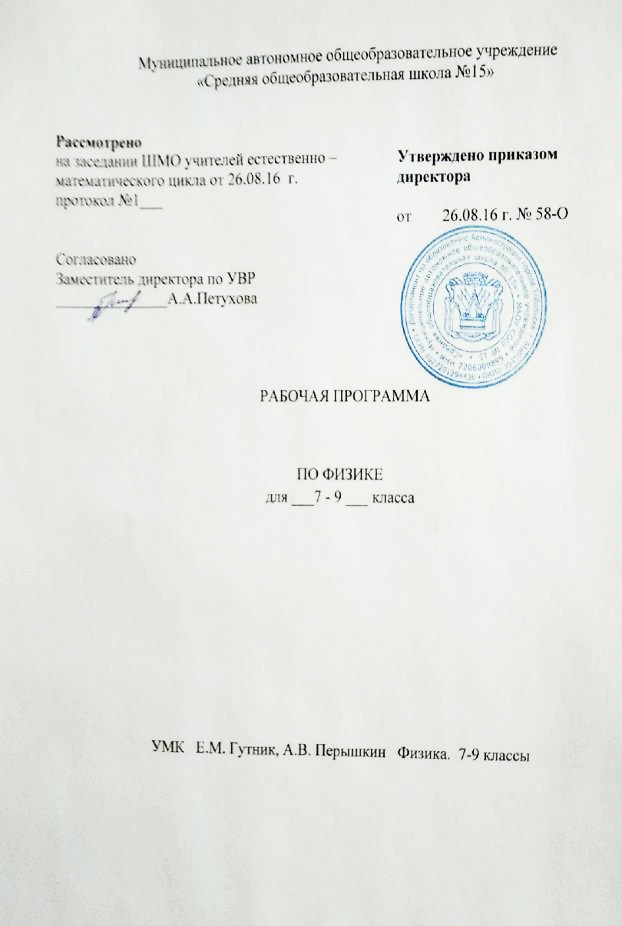 Муниципальное автономное общеобразовательное учреждение
«Средняя общеобразовательная школа №15»
Рассмотрено
на заседании ШМО учителей естественно –
математического цикла от 26.08.16 г.
протокол №1___
Утверждено приказом
директора
от 26.08.16 г. № 58-О
Согласовано
Заместитель директора по УВР
______________ А.А.Петухова
РАБОЧАЯ ПРОГРАММА
ПО ФИЗИКЕ
для ___7 - 9 ___ класса
УМК Е.М. Гутник, А.В. Перышкин Физика. 7-9 классы